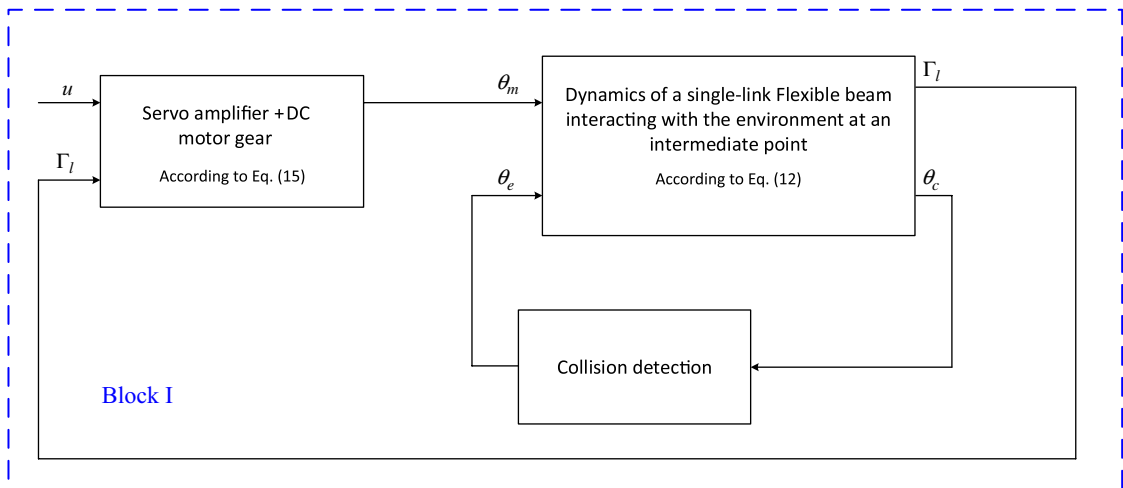 u
Γl
Servo amplifier +DC
motor gear
According to Eq. (15)
θm
θe
Dynamics of a single-link Flexible beam
interacting with the environment at an
intermediate point
According to Eq. (12)
Γl
θc
Collision detection
Block I